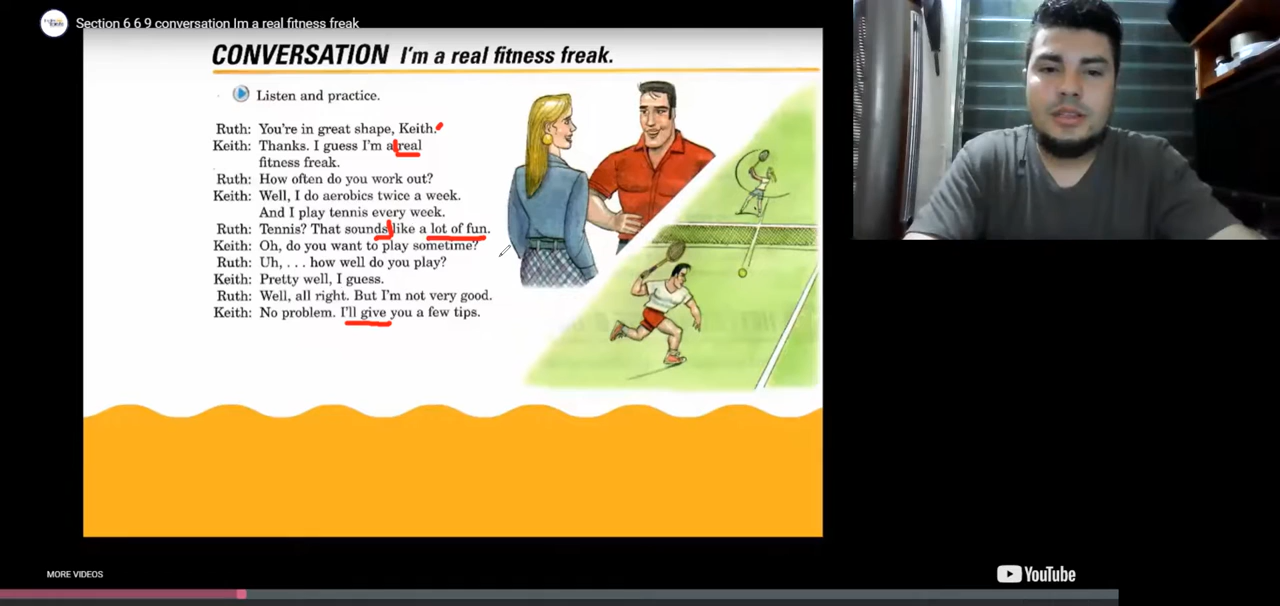 Section 6 6 9 conversation Im a real fitness freak
CONVERSATION I'm a real fitness freak.
Listen and practice.
Ruth: You're in great shape, Keith.
Keith: Thanks. I guess I'm a real
fitness freak.
Ruth: How often do you work out?
Keith: Well, I do aerobics twice a week.
And I play tennis every week.
Ruth: Tennis? That sounds like a lot of fun.
Keith: Oh, do you want to play sometime?
Ruth: Uh, . . . how well do you play?
Keith: Pretty well, I guess.
Ruth: Well, all right. But I'm not very good.
Keith: No problem. I'll give you a few tips.
MORE VIDEOS
YouTube